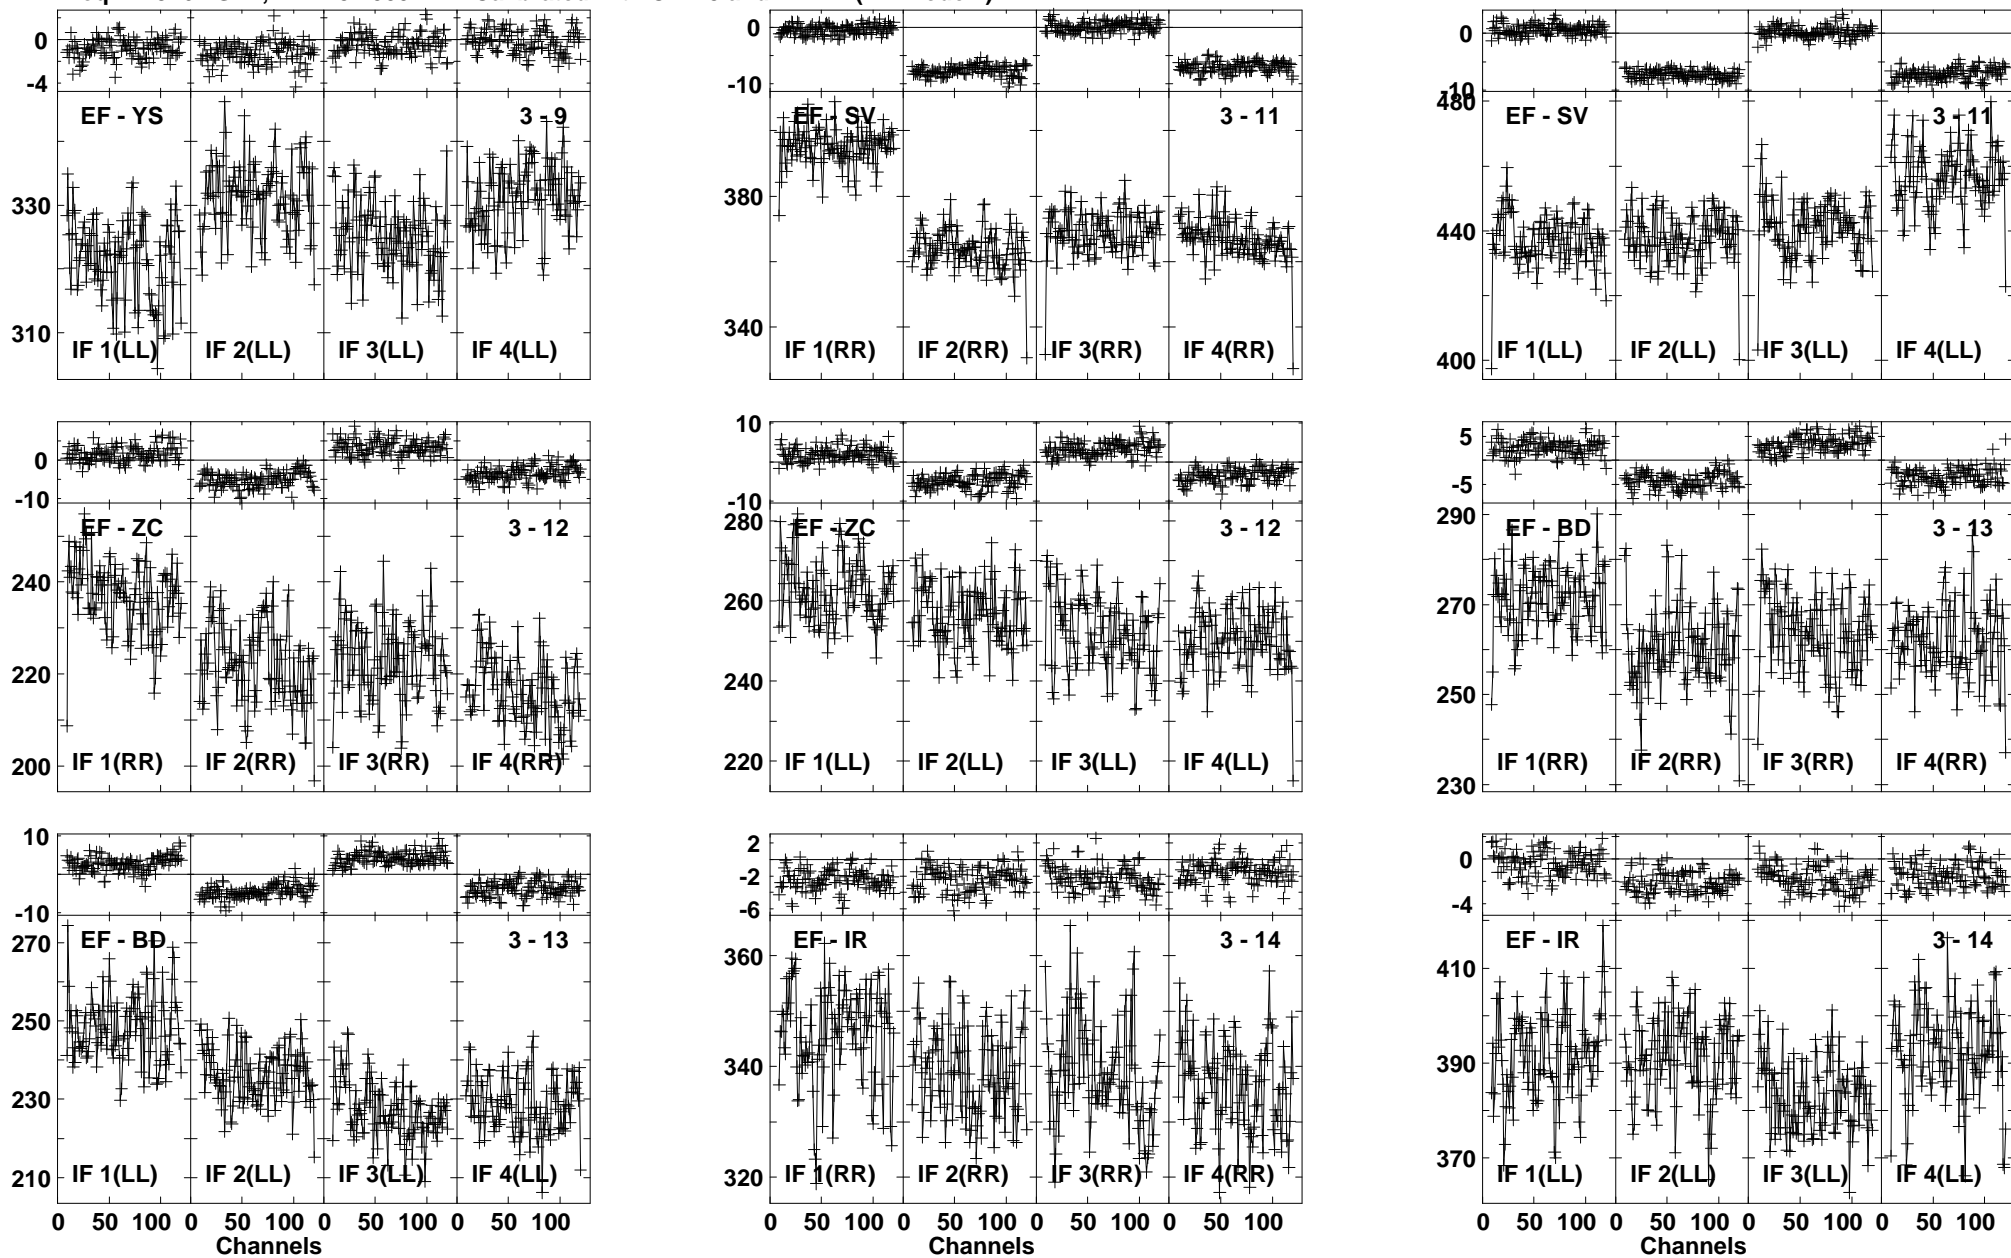 0
-4
EF - YS 3 - 9
330
310
IF 1(LL) IF 2(LL) IF 3(LL) IF 4(LL)
0
-10
EF - SV 3 - 11
380
340
IF 1(RR) IF 2(RR) IF 3(RR) IF 4(RR)
0
-10
480
EF - SV 3 - 11
440
400
IF 1(LL) IF 2(LL) IF 3(LL) IF 4(LL)
0
-10
EF - ZC 3 - 12
240
220
200
IF 1(RR) IF 2(RR) IF 3(RR) IF 4(RR)
10
-10
280
EF - ZC 3 - 12
260
240
220
IF 1(LL) IF 2(LL) IF 3(LL) IF 4(LL)
5
-5
290
EF - BD 3 - 13
270
250
230
IF 1(RR) IF 2(RR) IF 3(RR) IF 4(RR)
10
-10
270
EF - BD 3 - 13
250
230
210
IF 1(LL) IF 2(LL) IF 3(LL) IF 4(LL)
0 50 100 0 50 100 0 50 100 0 50 100
Channels
2
-2
-6
EF - IR 3 - 14
360
340
320
IF 1(RR) IF 2(RR) IF 3(RR) IF 4(RR)
0 50 100 0 50 100 0 50 100 0 50 100
Channels
0
-4
EF - IR 3 - 14
410
390
370
IF 1(LL) IF 2(LL) IF 3(LL) IF 4(LL)
0 50 100 0 50 100 0 50 100 0 50 100
Channels